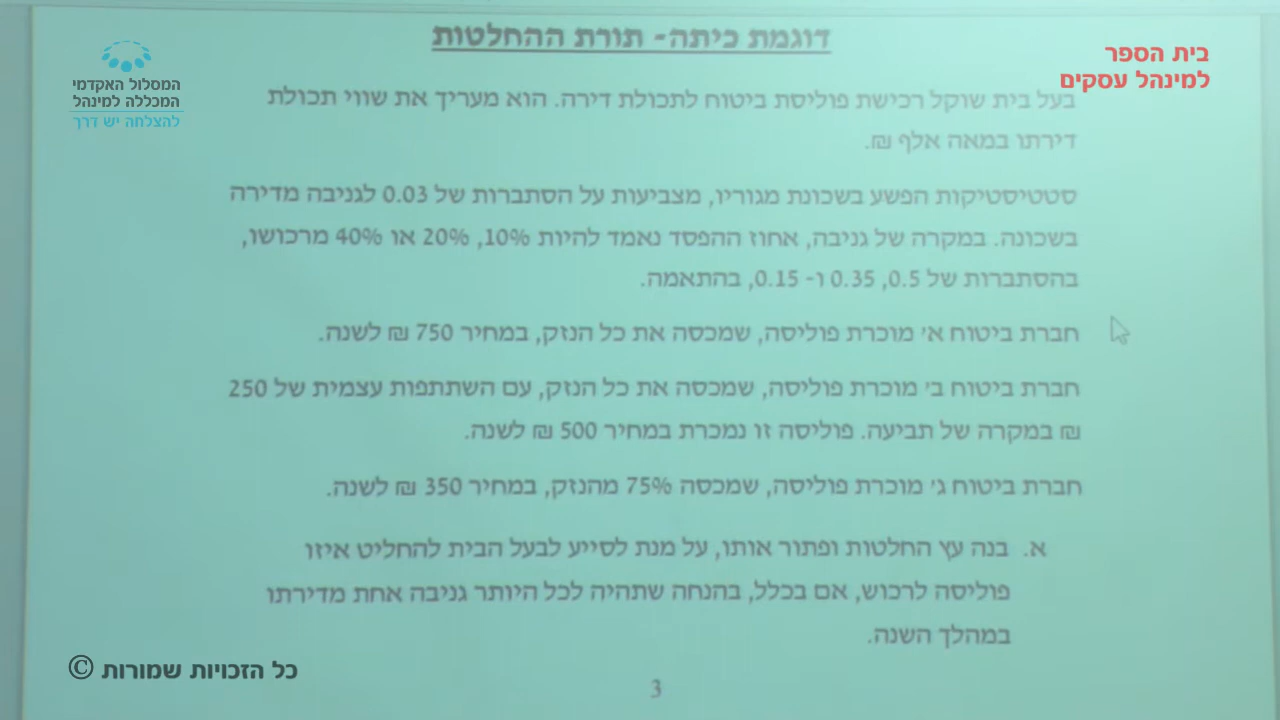 דוגמת כיתה- תורת ההחלטות
בית הספר
למינהל עסקים
המסלול האקדמי
המכללה למינהל
להצלחה יש דרך
בעל בית שוקל רכישת פוליסת ביטוח לתכולת דירה. הוא מעריך את שווי תכולת
דירתו במאה אלף ₪.
סטטיסטיקות הפשע בשכונת מגוריו, מצביעות על הסתברות של 0.03 לגניבה מדירה
בשכונה. במקרה של גניבה, אחוז ההפסד נאמד להיות 10%, 20% או 40% מרכושו,
בהסתברות של 0.5, 0.35 ו- 0.15, בהתאמה.
חברת ביטוח א' מוכרת פוליסה, שמכסה את כל הנזק, במחיר 750 ₪ לשנה.
חברת ביטוח ב' מוכרת פוליסה, שמכסה את כל הנזק, עם השתתפות עצמית של 250
₪ במקרה של תביעה. פוליסה זו נמכרת במחיר 500 ₪ לשנה.
חברת ביטוח ג' מוכרת פוליסה, שמכסה 75% מהנזק, במחיר 350 ₪ לשנה.
א. בנה עץ החלטות ופתור אותו, על מנת לסייע לבעל הבית להחליט איזו
פוליסה לרכוש, אם בכלל, בהנחה שתהיה לכל היותר גניבה אחת מדירתו
במהלך השנה.
כל הזכויות שמורות ©
3